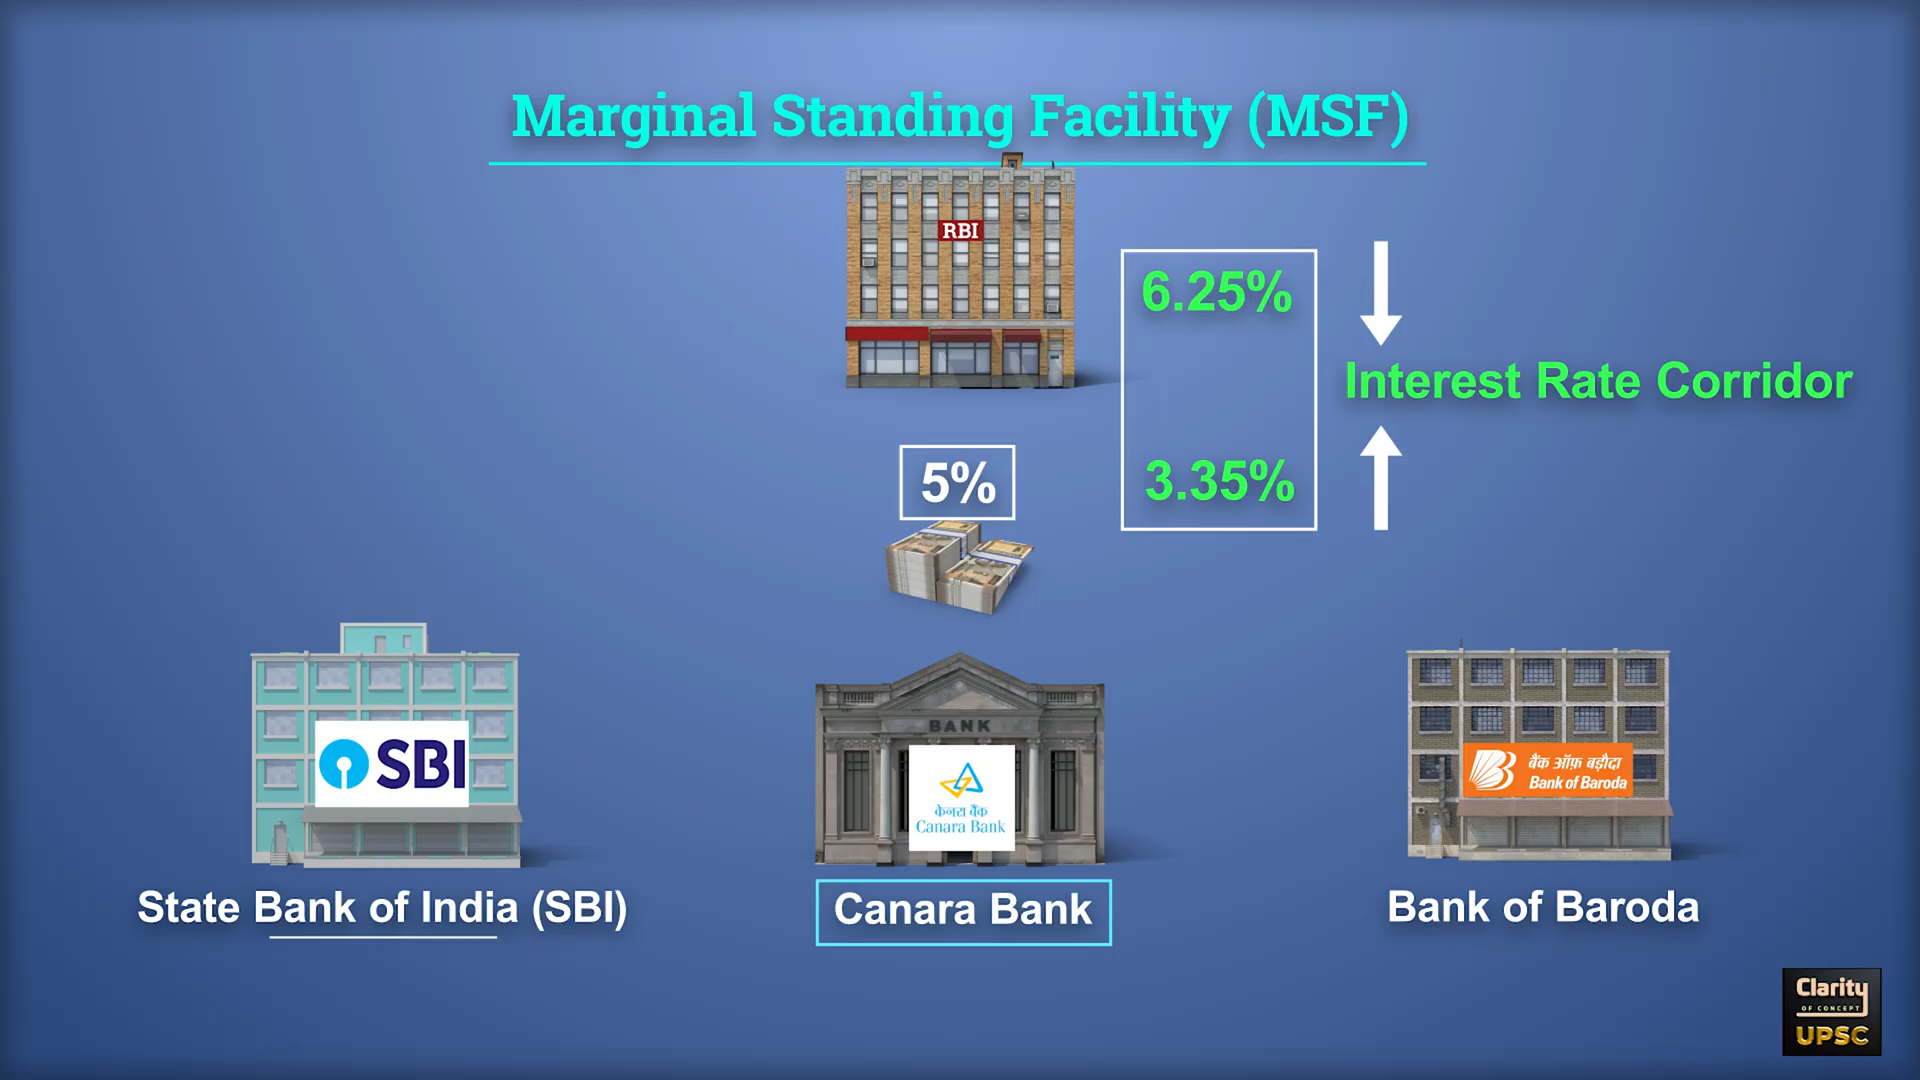 Marginal Standing Facility (MSF)
RBI
6.25%
Interest Rate Corridor
3.35%
5%
SBI
BANK
केनरा बैंक
Canara Bank
बैंक ऑफ़ बड़ौदा
Bank of Baroda
State Bank of India (SBI)
Canara Bank
Bank of Baroda
Clarity
OF CONCEPT
UPSC